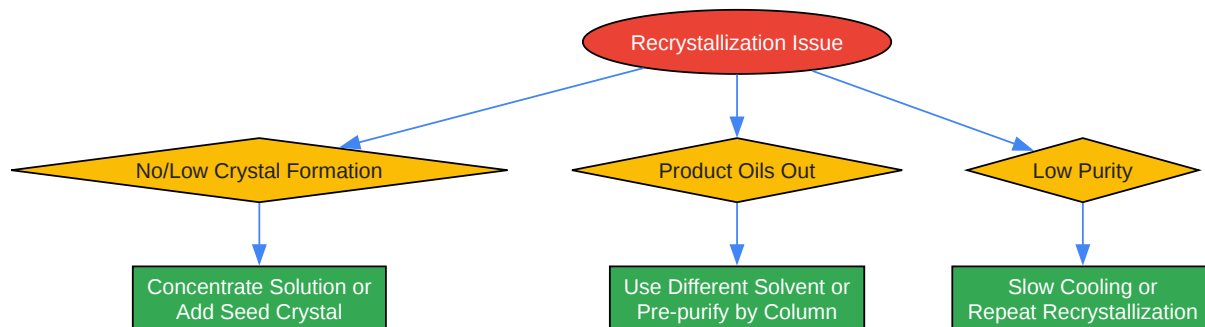 Recrystallization Issue
No/Low Crystal Formation
Product Oils Out
Low Purity
Concentrate Solution or
Add Seed Crystal
Use Different Solvent or
Pre-purify by Column
Slow Cooling or
Repeat Recrystallization